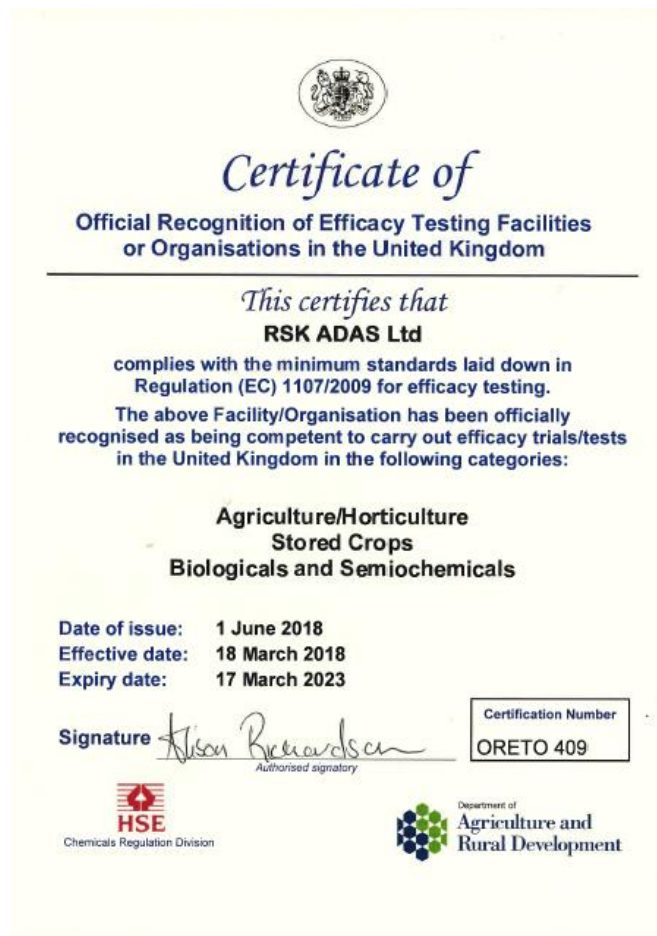 Certificate of
Official Recognition of Efficacy Testing Facilities
or Organisations in the United Kingdom
This certifies that
RSK ADAS Ltd
complies with the minimum standards laid down in
Regulation (EC) 1107/2009 for efficacy testing.
The above Facility/Organisation has been officially
recognised as being competent to carry out efficacy trials/tests
in the United Kingdom in the following categories:
Agriculture/Horticulture
Stored Crops
Biologicals and Semiochemicals
Date of issue: 1 June 2018
Effective date: 18 March 2018
Expiry date: 17 March 2023
Signature Alison Richardson
Authorised signatory
Certification Number
ORETO 409
HSE
Chemicals Regulation Division
Department of
Agriculture and
Rural Development